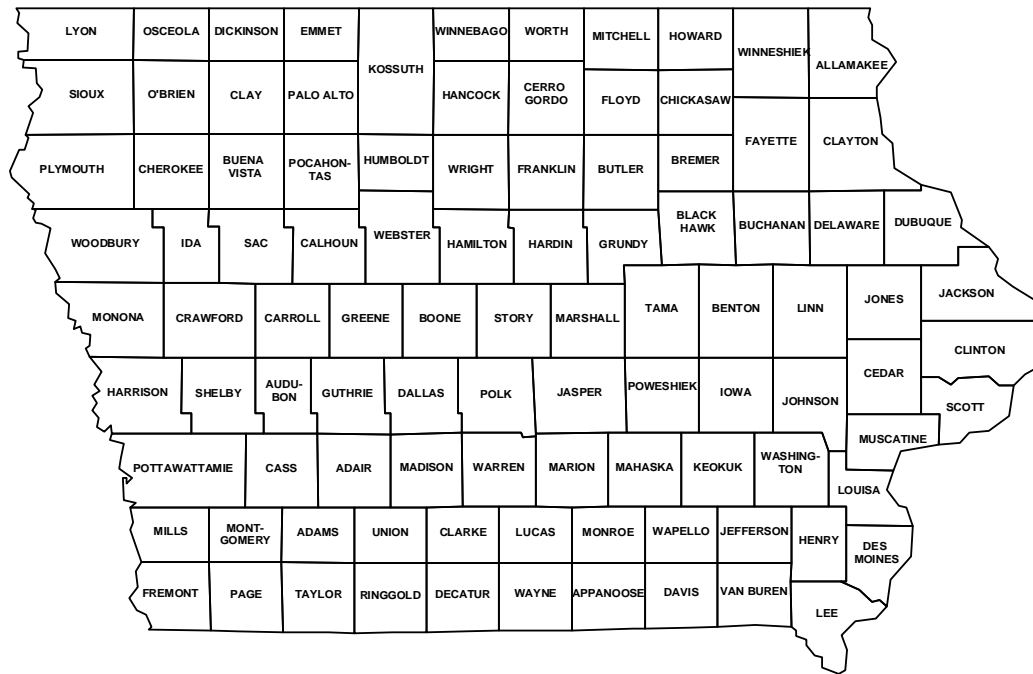 LYON
OSCEOLA
DICKINSON
EMMET
WINNEBAGO
WORTH
MITCHELL
HOWARD
WINNESHIEK
ALLAMAKEE
KOSSUTH
SIOUX
O'BRIEN
CLAY
PALO ALTO
HANCOCK
CERRO
GORDO
FLOYD
CHICKASAW
FAYETTE
CLAYTON
PLYMOUTH
CHEROKEE
BUENA
VISTA
POCAHON-
TAS
HUMBOLDT
WRIGHT
FRANKLIN
BUTLER
BREMER
WOODBURY
IDA
SAC
CALHOUN
WEBSTER
HAMILTON
HARDIN
GRUNDY
BLACK
HAWK
BUCHANAN
DELAWARE
DUBUQUE
MONONA
CRAWFORD
CARROLL
GREENE
BOONE
STORY
MARSHALL
TAMA
BENTON
LINN
JONES
JACKSON
CLINTON
HARRISON
SHELBY
AUDU-
BON
GUTHRIE
DALLAS
POLK
JASPER
POWESHIEK
IOWA
JOHNSON
CEDAR
SCOTT
MUSCATINE
POTTAWATTAMIE
CASS
ADAIR
MADISON
WARREN
MARION
MAHASKA
KEOKUK
WASHING-
TON
LOUISA
MILLS
MONT-
GOMERY
ADAMS
UNION
CLARKE
LUCAS
MONROE
WAPELLO
JEFFERSON
HENRY
DES
MOINES
FREMONT
PAGE
TAYLOR
RINGGOLD
DECATUR
WAYNE
APPANOOSE
DAVIS
VAN BUREN
LEE